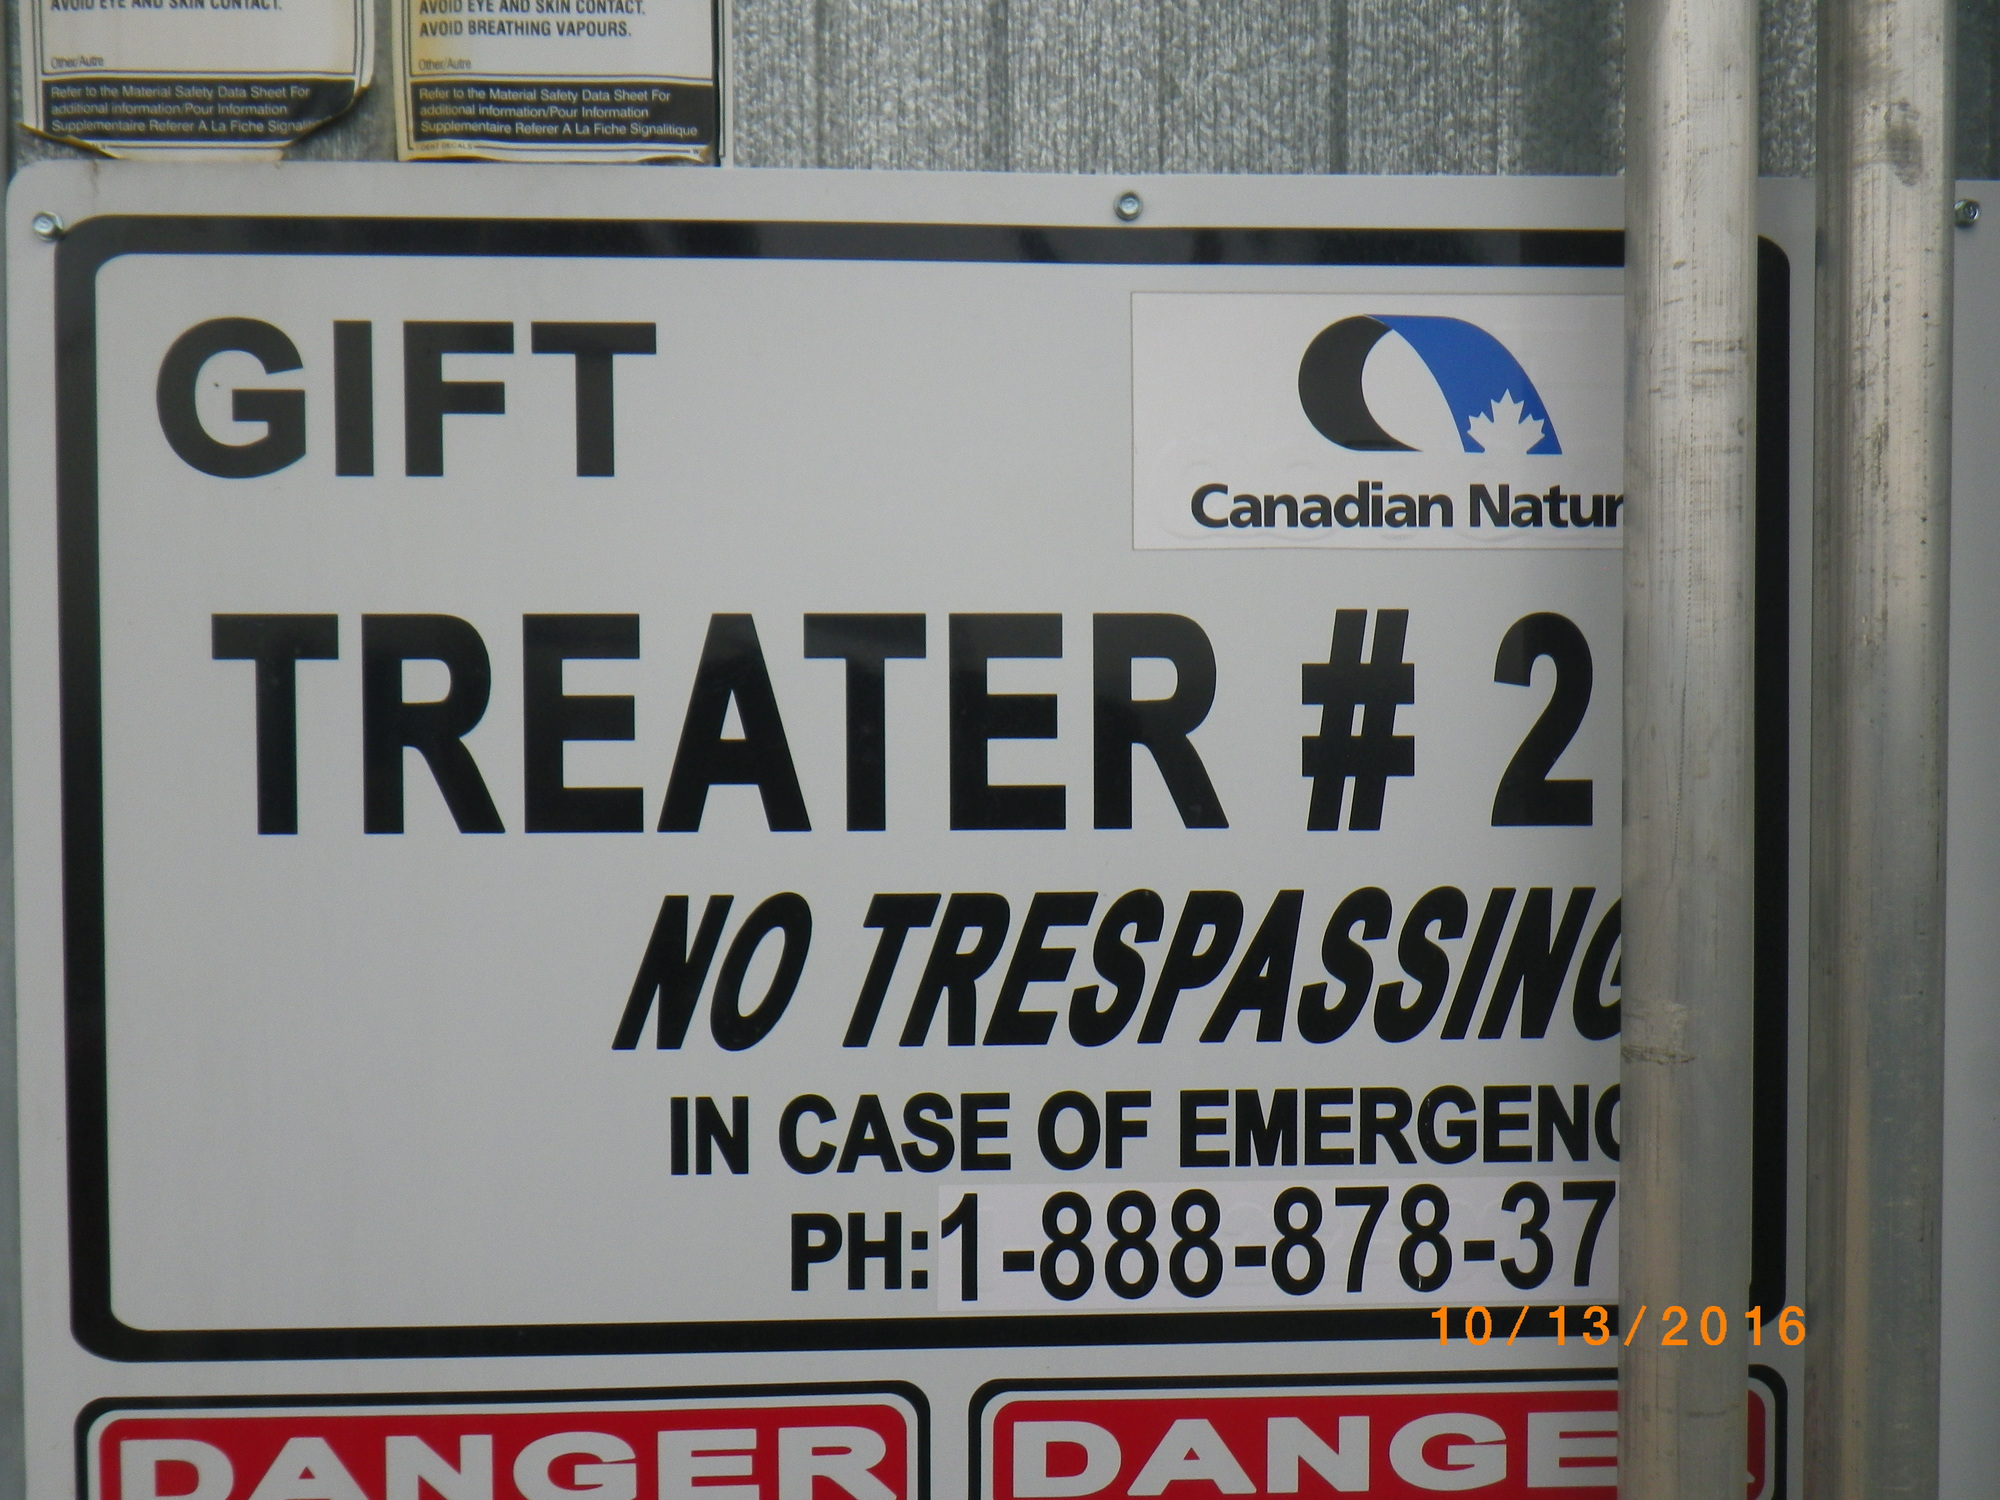 AVOID EYE AND SKIN CONTACT.
Other/Autre
Refer to the Material Safety Data Sheet For
additional information/Pour Information
Supplementaire Referer A La Fiche
AVOID EYE AND SKIN CONTACT.
AVOID BREATHING VAPOURS.
Other/Autre
Refer to the Material Safety Data Sheet For
additional information/Pour Information
Supplementaire Referer A La Fiche Signalitique
GIFT
Canadian Natur
TREATER # 2
NO TRESPASSING
IN CASE OF EMERGENC
PH:1-888-878-37
10/13/2016
DANGER
DANGE